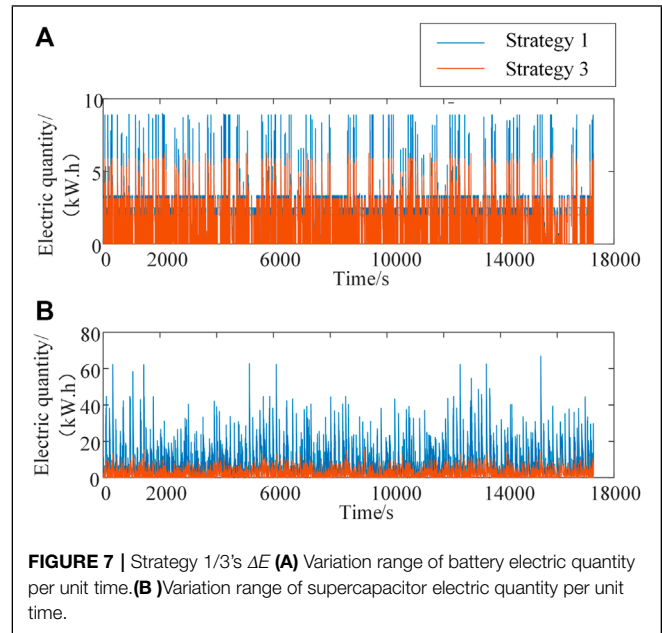 A
Strategy 1
Strategy 3
10
5
0
Electric quantity/
(kW.h)
0 2000 6000 10000 14000 18000
Time/s
B
80
60
40
20
0
Electric quantity/
(kW.h)
0 2000 6000 10000 14000 18000
Time/s
FIGURE 7 | Strategy 1/3's ΔE (A) Variation range of battery electric quantity
per unit time.(B )Variation range of supercapacitor electric quantity per unit
time.